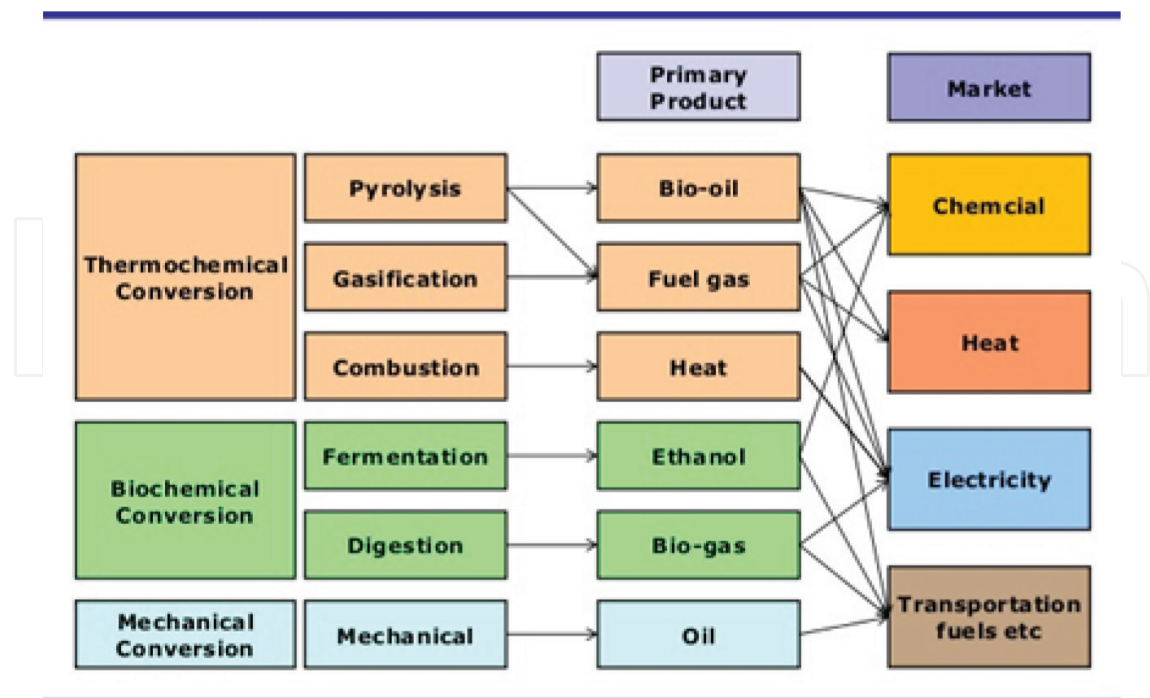 Primary
Product
Market
Pyrolysis
Bio-oil
Chemcial
Thermochemical
Conversion
Gasification
Fuel gas
Heat
Combustion
Heat
Fermentation
Ethanol
Electricity
Biochemical
Conversion
Digestion
Bio-gas
Transportation
fuels etc
Mechanical
Conversion
Mechanical
Oil